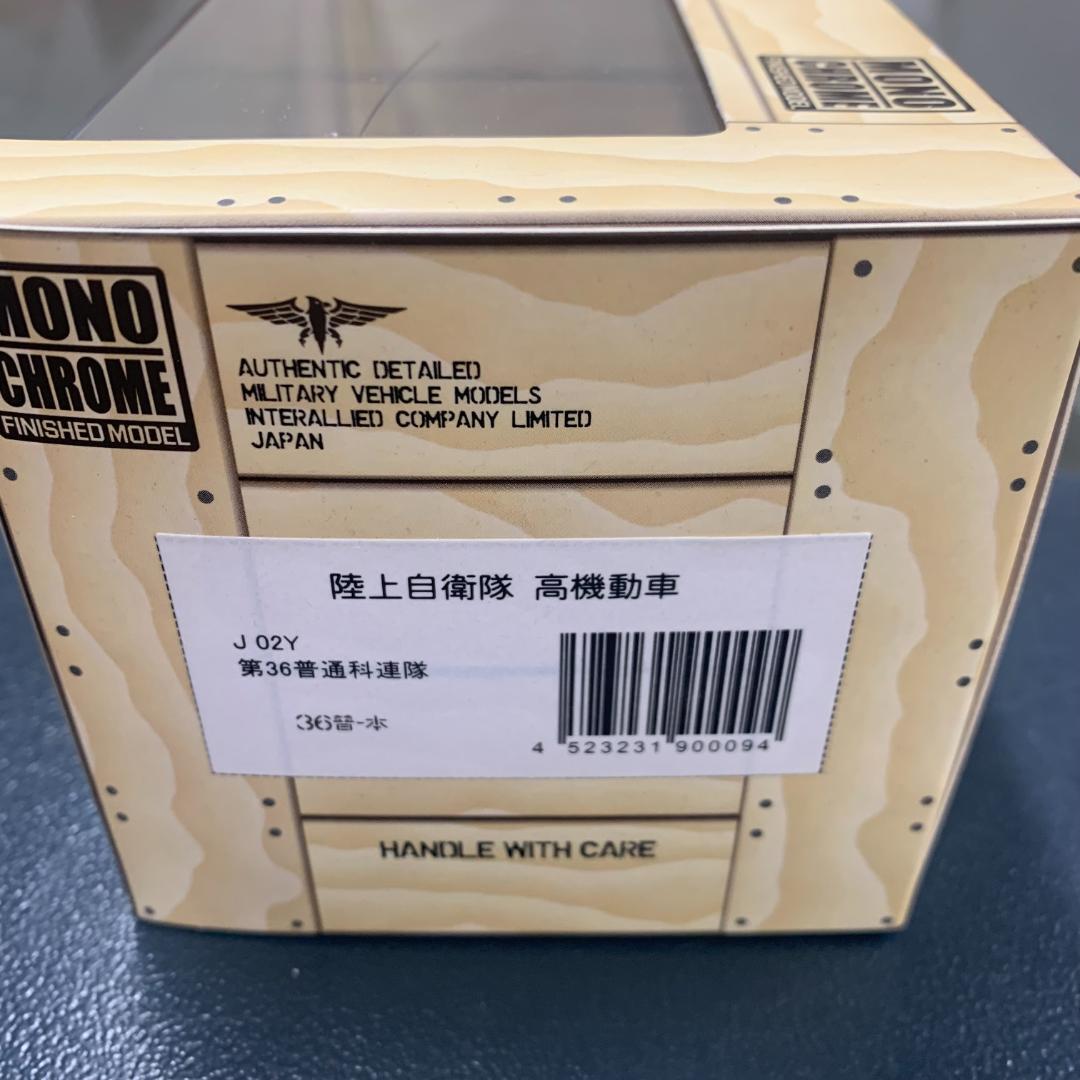 MONO
CHROME
FINISHED MODEL
MONO
CHROME
FINISHED MODEL
AUTHENTIC DETAILED
MILITARY VEHICLE MODELS
INTERALLIED COMPANY LIMITED
JAPAN
陸上自衛隊 高機動車
J 02Y
第36普通科連隊
36普-本
4 523231 900094
HANDLE WITH CARE